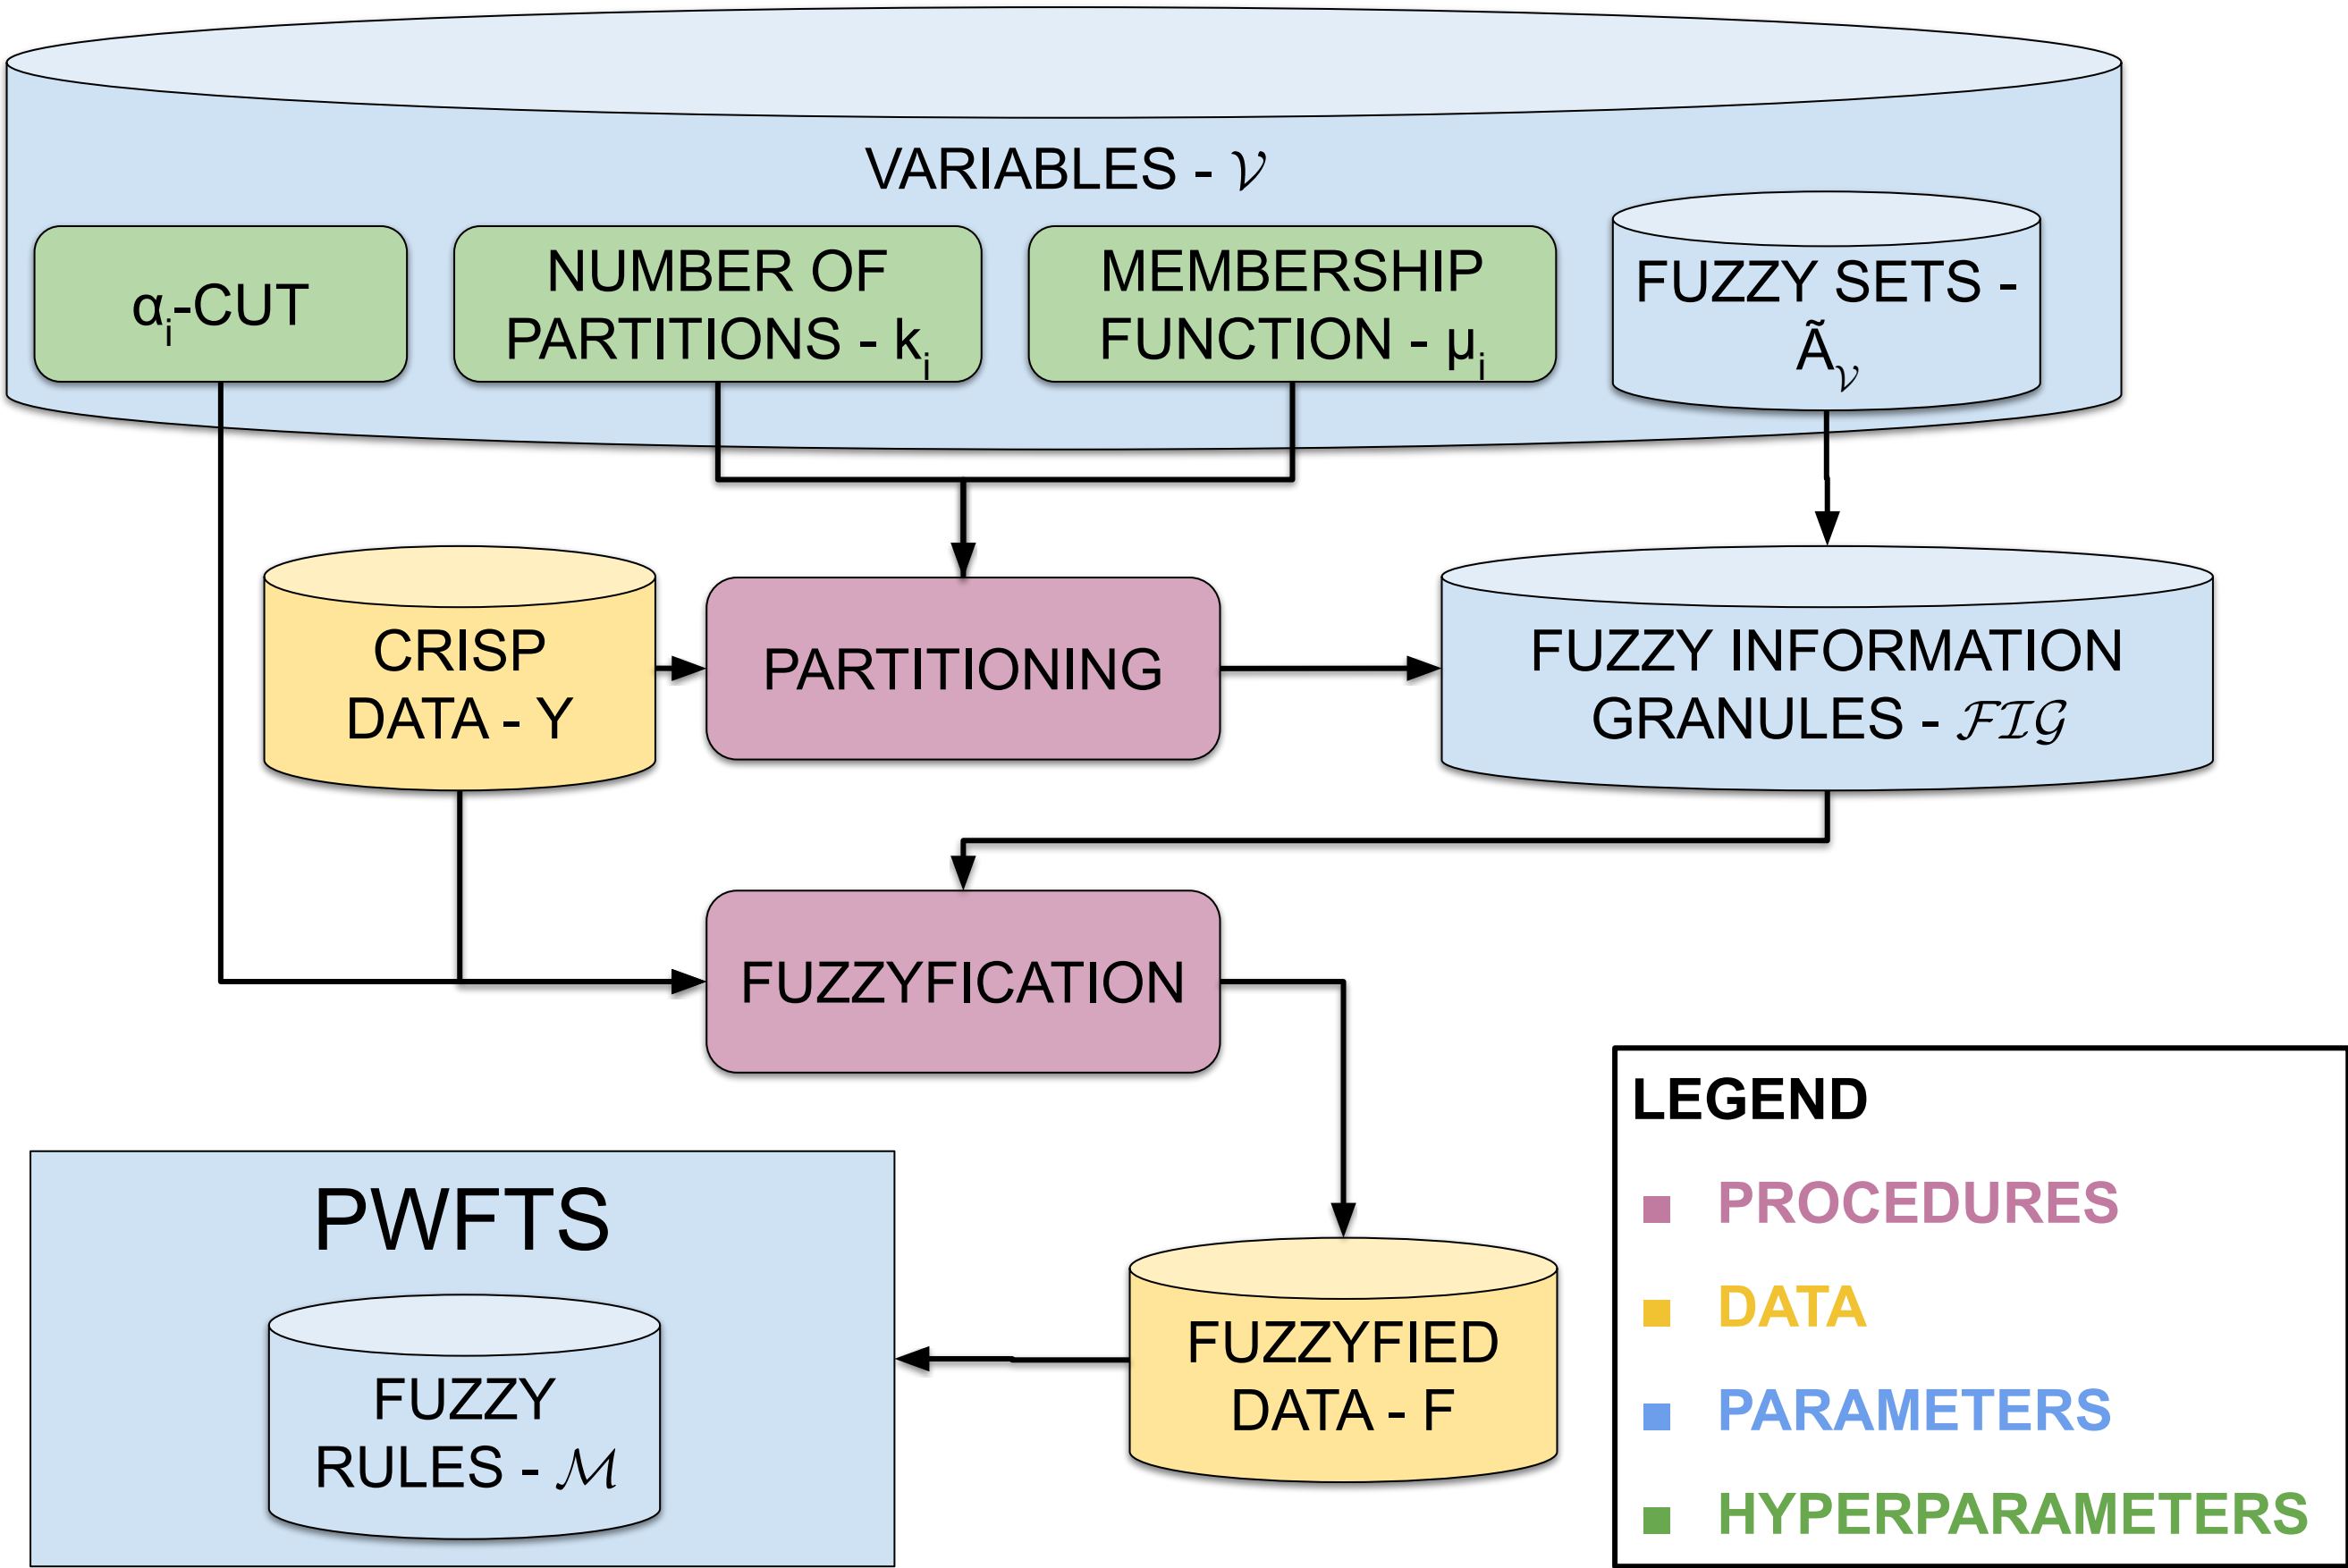 VARIABLES - 𝒱
αi-CUT
NUMBER OF
PARTITIONS - ki
MEMBERSHIP
FUNCTION - μi
FUZZY SETS -
Ã𝒱
CRISP
DATA - Y
PARTITIONING
FUZZY INFORMATION
GRANULES - ℱℐ𝒢
FUZZYFICATION
PWFTS
FUZZY
RULES - ℳ
FUZZYFIED
DATA - F
LEGEND
PROCEDURES
DATA
PARAMETERS
HYPERPARAMETERS